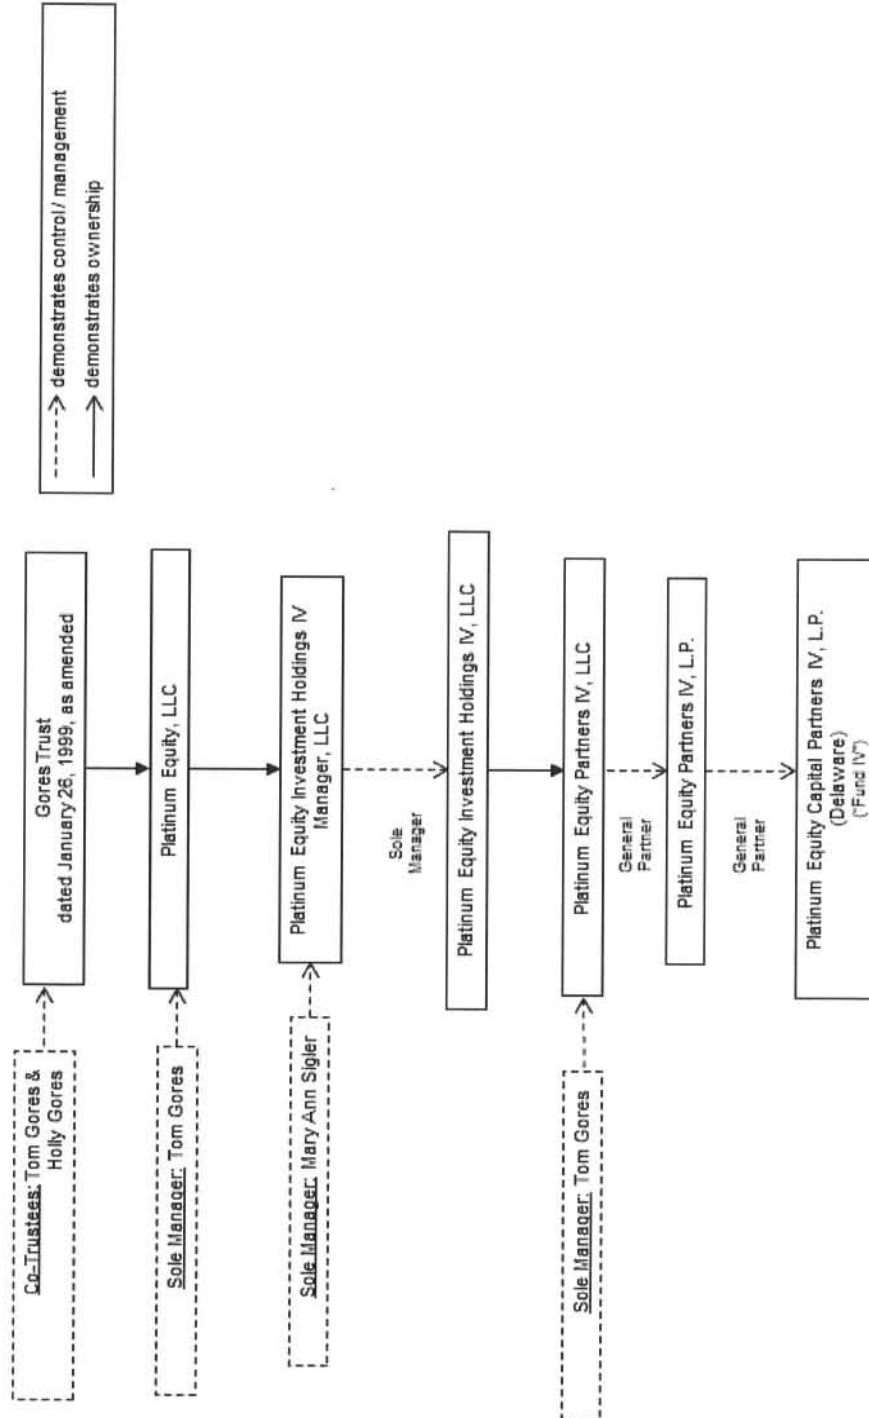 demonstrates control/ management
demonstrates ownership
Co-Trustees: Tom Gores &
Holly Gores
Gores Trust
dated January 26, 1999, as amended
Sole Manager: Tom Gores
Platinum Equity, LLC
Sole Manager: Mary Ann Sigler
Platinum Equity Investment Holdings IV
Manager, LLC
Sole
Manager
Platinum Equity Investment Holdings IV, LLC
Sole Manager: Tom Gores
Platinum Equity Partners IV, LLC
General
Partner
Platinum Equity Partners IV, L.P.
General
Partner
Platinum Equity Capital Partners IV, L.P.
(Delaware)
("Fund IV")